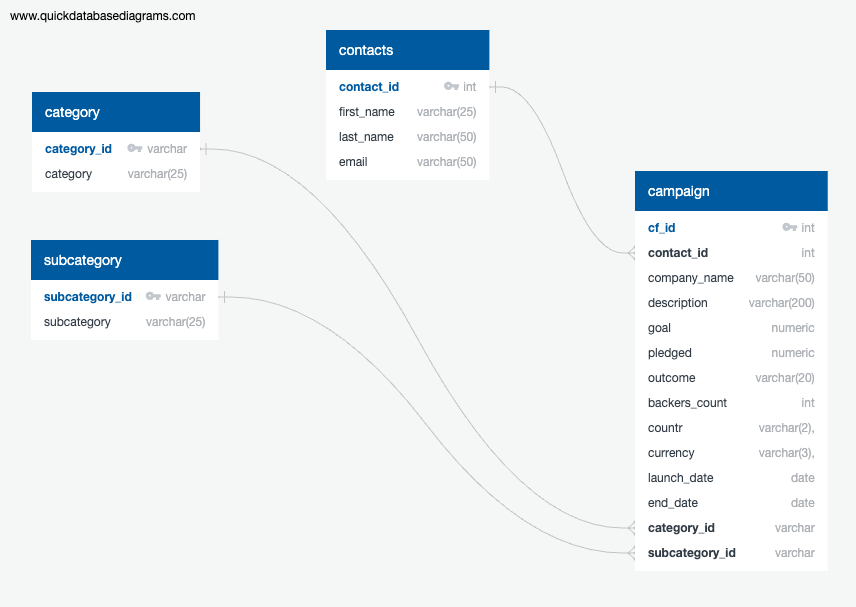 www.quickdatabasediagrams.com
contacts
contact_id int
first_name varchar(25)
last_name varchar(50)
email varchar(50)
category
category_id varchar
category varchar(25)
subcategory
subcategory_id varchar
subcategory varchar(25)
campaign
cf_id int
contact_id int
company_name varchar(50)
description varchar(200)
goal numeric
pledged numeric
outcome varchar(20)
backers_count int
countr varchar(2),
currency varchar(3),
launch_date date
end_date date
category_id varchar
subcategory_id varchar